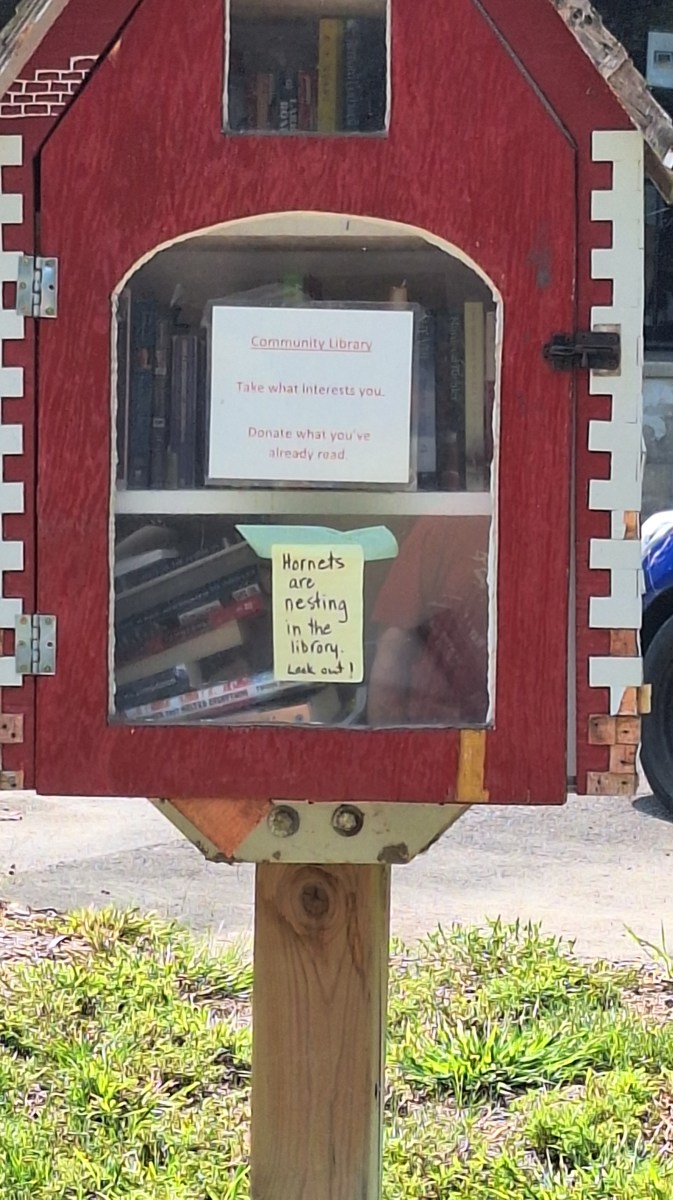 Community Library
Take what interests you.
Donate what you've
already read.
Hornets
are
nesting
in the
library.
Look out!